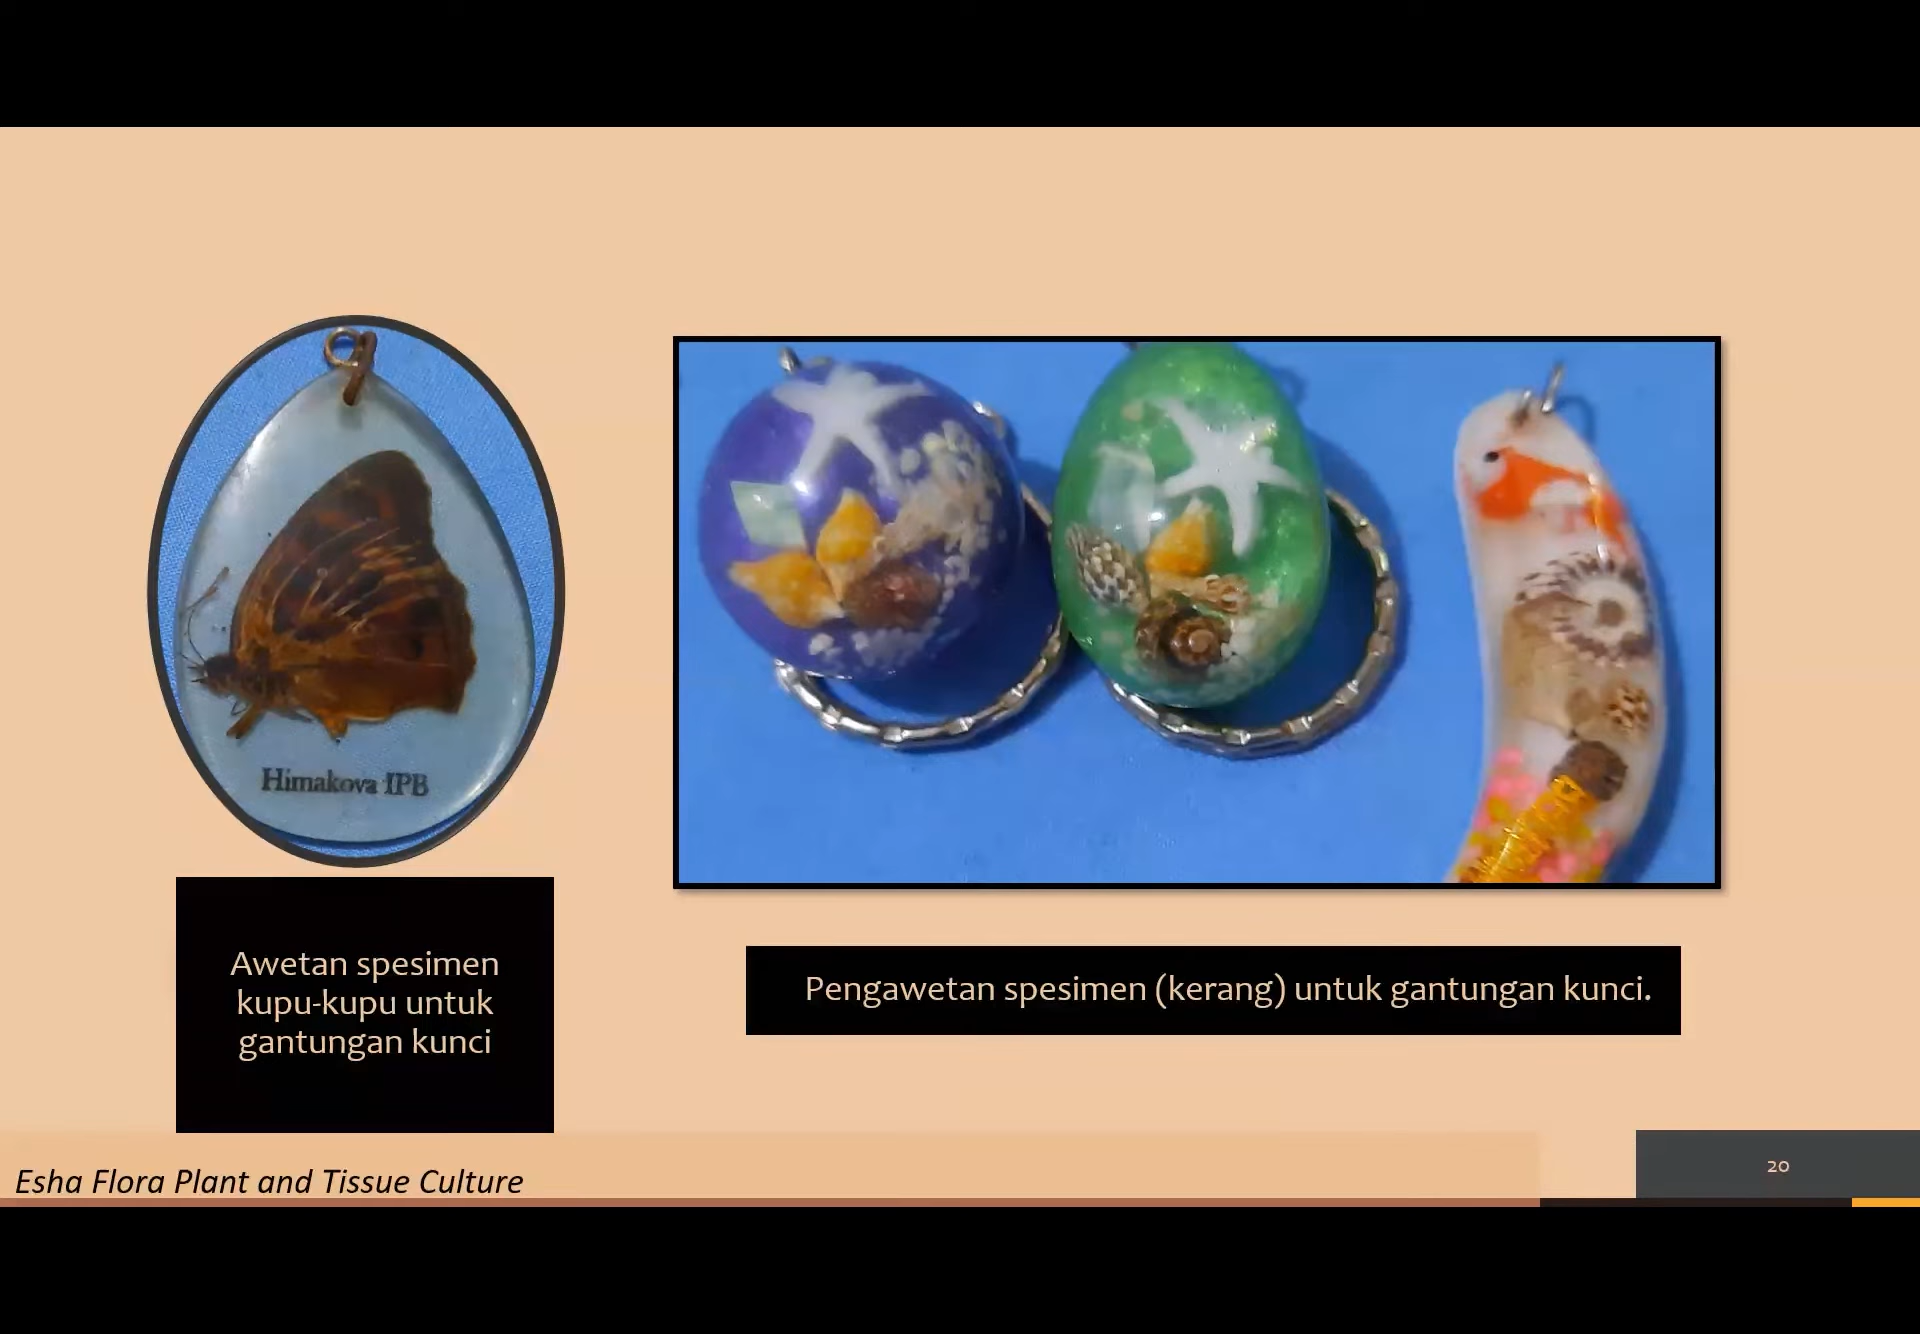 Himakova IPB
Awetan spesimen
kupu-kupu untuk
gantungan kunci
Pengawetan spesimen (kerang) untuk gantungan kunci.
Esha Flora Plant and Tissue Culture
20